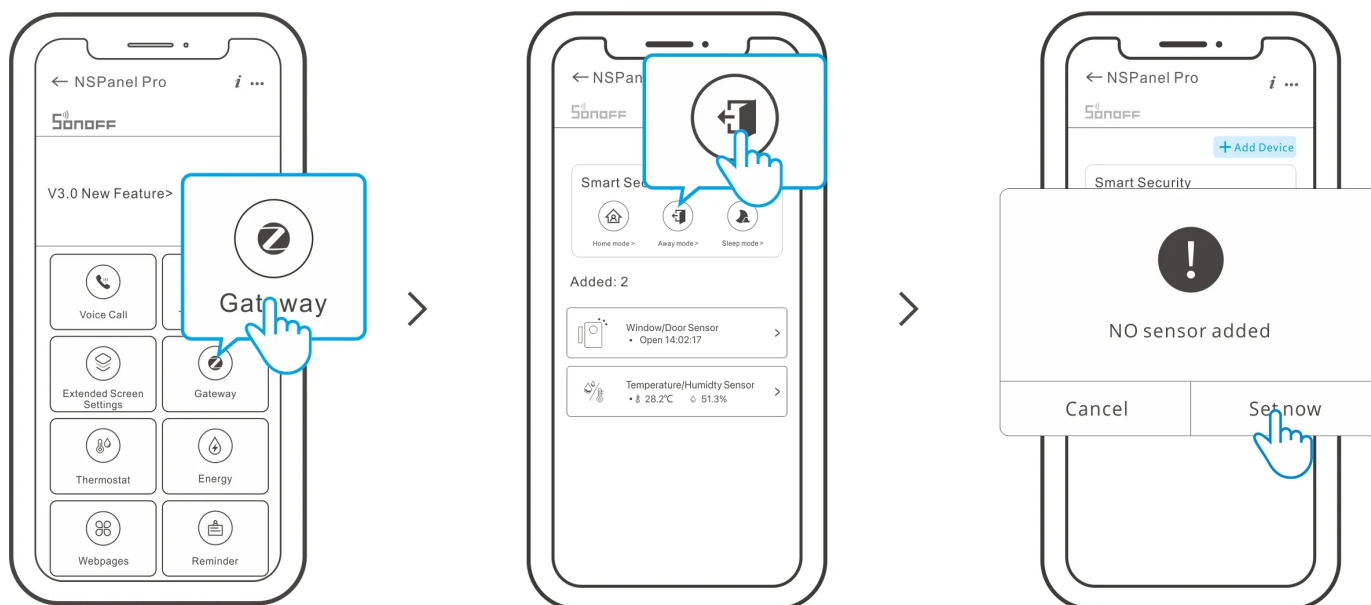 ← NSPanel Pro i ...
SONOFF
V3.0 New Feature>
Gateway
Voice Call
Extended Screen
Settings
Gateway
Thermostat
Energy
Webpages
Reminder
← NSPan
SONOFF
Smart Sec
Home mode >
Away mode >
Sleep mode >
Added: 2
Window/Door Sensor
• Open 14:02:17
Temperature/Humidty Sensor
• 28.2℃ 51.3%
← NSPanel Pro i ...
SONOFF
+ Add Device
Smart Security
!
NO sensor added
Cancel
Set now